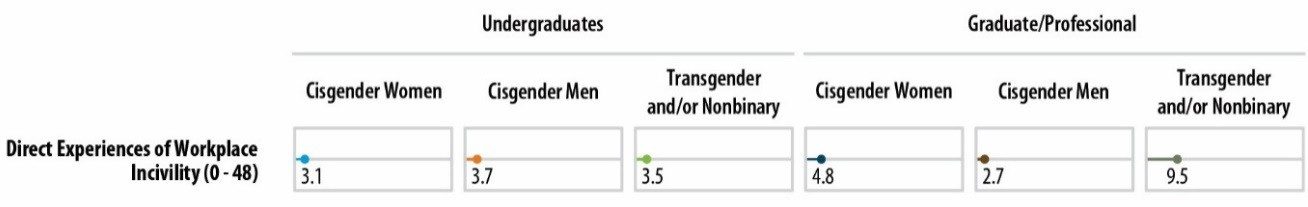 Undergraduates
Graduate/Professional
Cisgender Women
Cisgender Men
Transgender
and/or Nonbinary
Cisgender Women
Cisgender Men
Transgender
and/or Nonbinary
Direct Experiences of Workplace
Incivility (0 - 48)
3.1
3.7
3.5
4.8
2.7
9.5